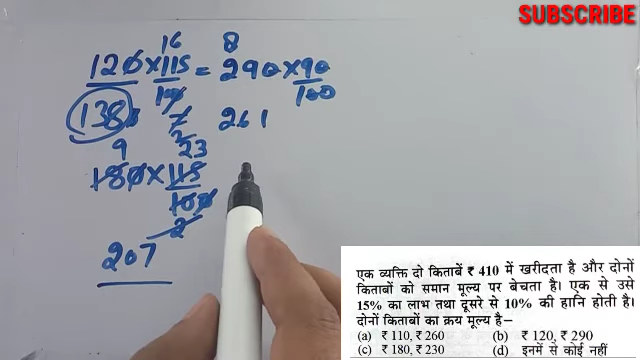 SUBSCRIBE
16 8
120 × 115 = 290 × 90
100 100
138 7 261
2
9 23
180 × 115
100
2
207
एक व्यक्ति दो किताबें ₹ 410 में खरीदता है और दोनों
किताबों को समान मूल्य पर बेचता है। एक से उसे
15% का लाभ तथा दूसरे से 10% की हानि होती है।
दोनों किताबों का क्रय मूल्य है–
(a) ₹ 110, ₹ 260 (b) ₹ 120, ₹ 290
(c) ₹ 180, ₹ 230 (d) इनमें से कोई नहीं